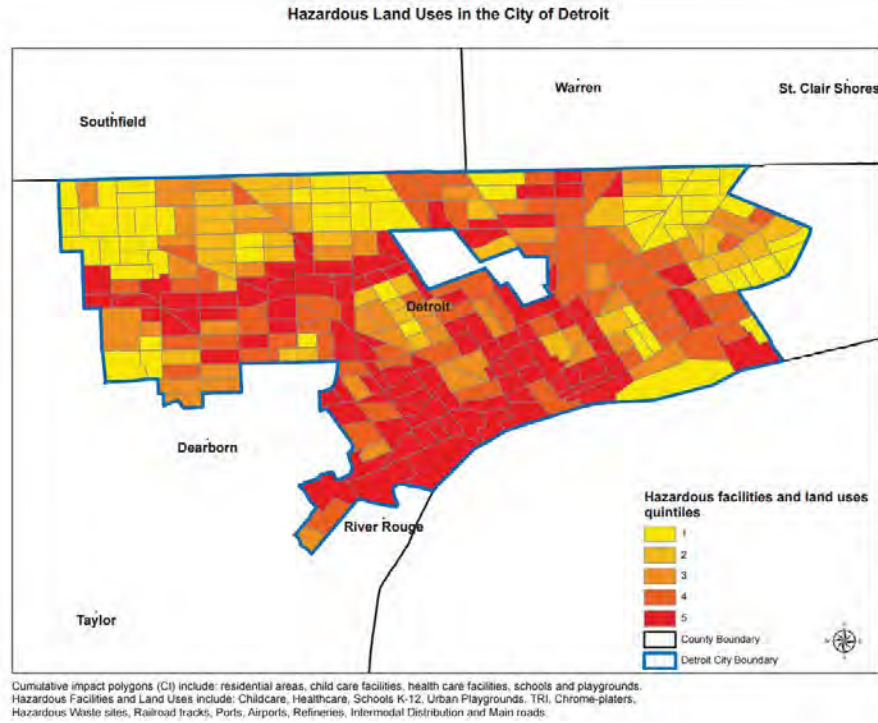 Hazardous Land Uses in the City of Detroit
Warren
St. Clair Shores
Southfield
Detroit
Dearborn
River Rouge
Taylor
Hazardous facilities and land uses
quintiles
1
2
3
4
5
County Boundary
Detroit City Boundary
Cumulative impact polygons (CI) include: residential areas, child care facilities, health care facilities, schools and playgrounds.
Hazardous Facilities and Land Uses include: Childcare, Healthcare, Schools K-12, Urban Playgrounds, TRI, Chrome-platers,
Hazardous Waste sites, Railroad tracks, Ports, Airports, Refineries, Intermodal Distribution and Main roads.